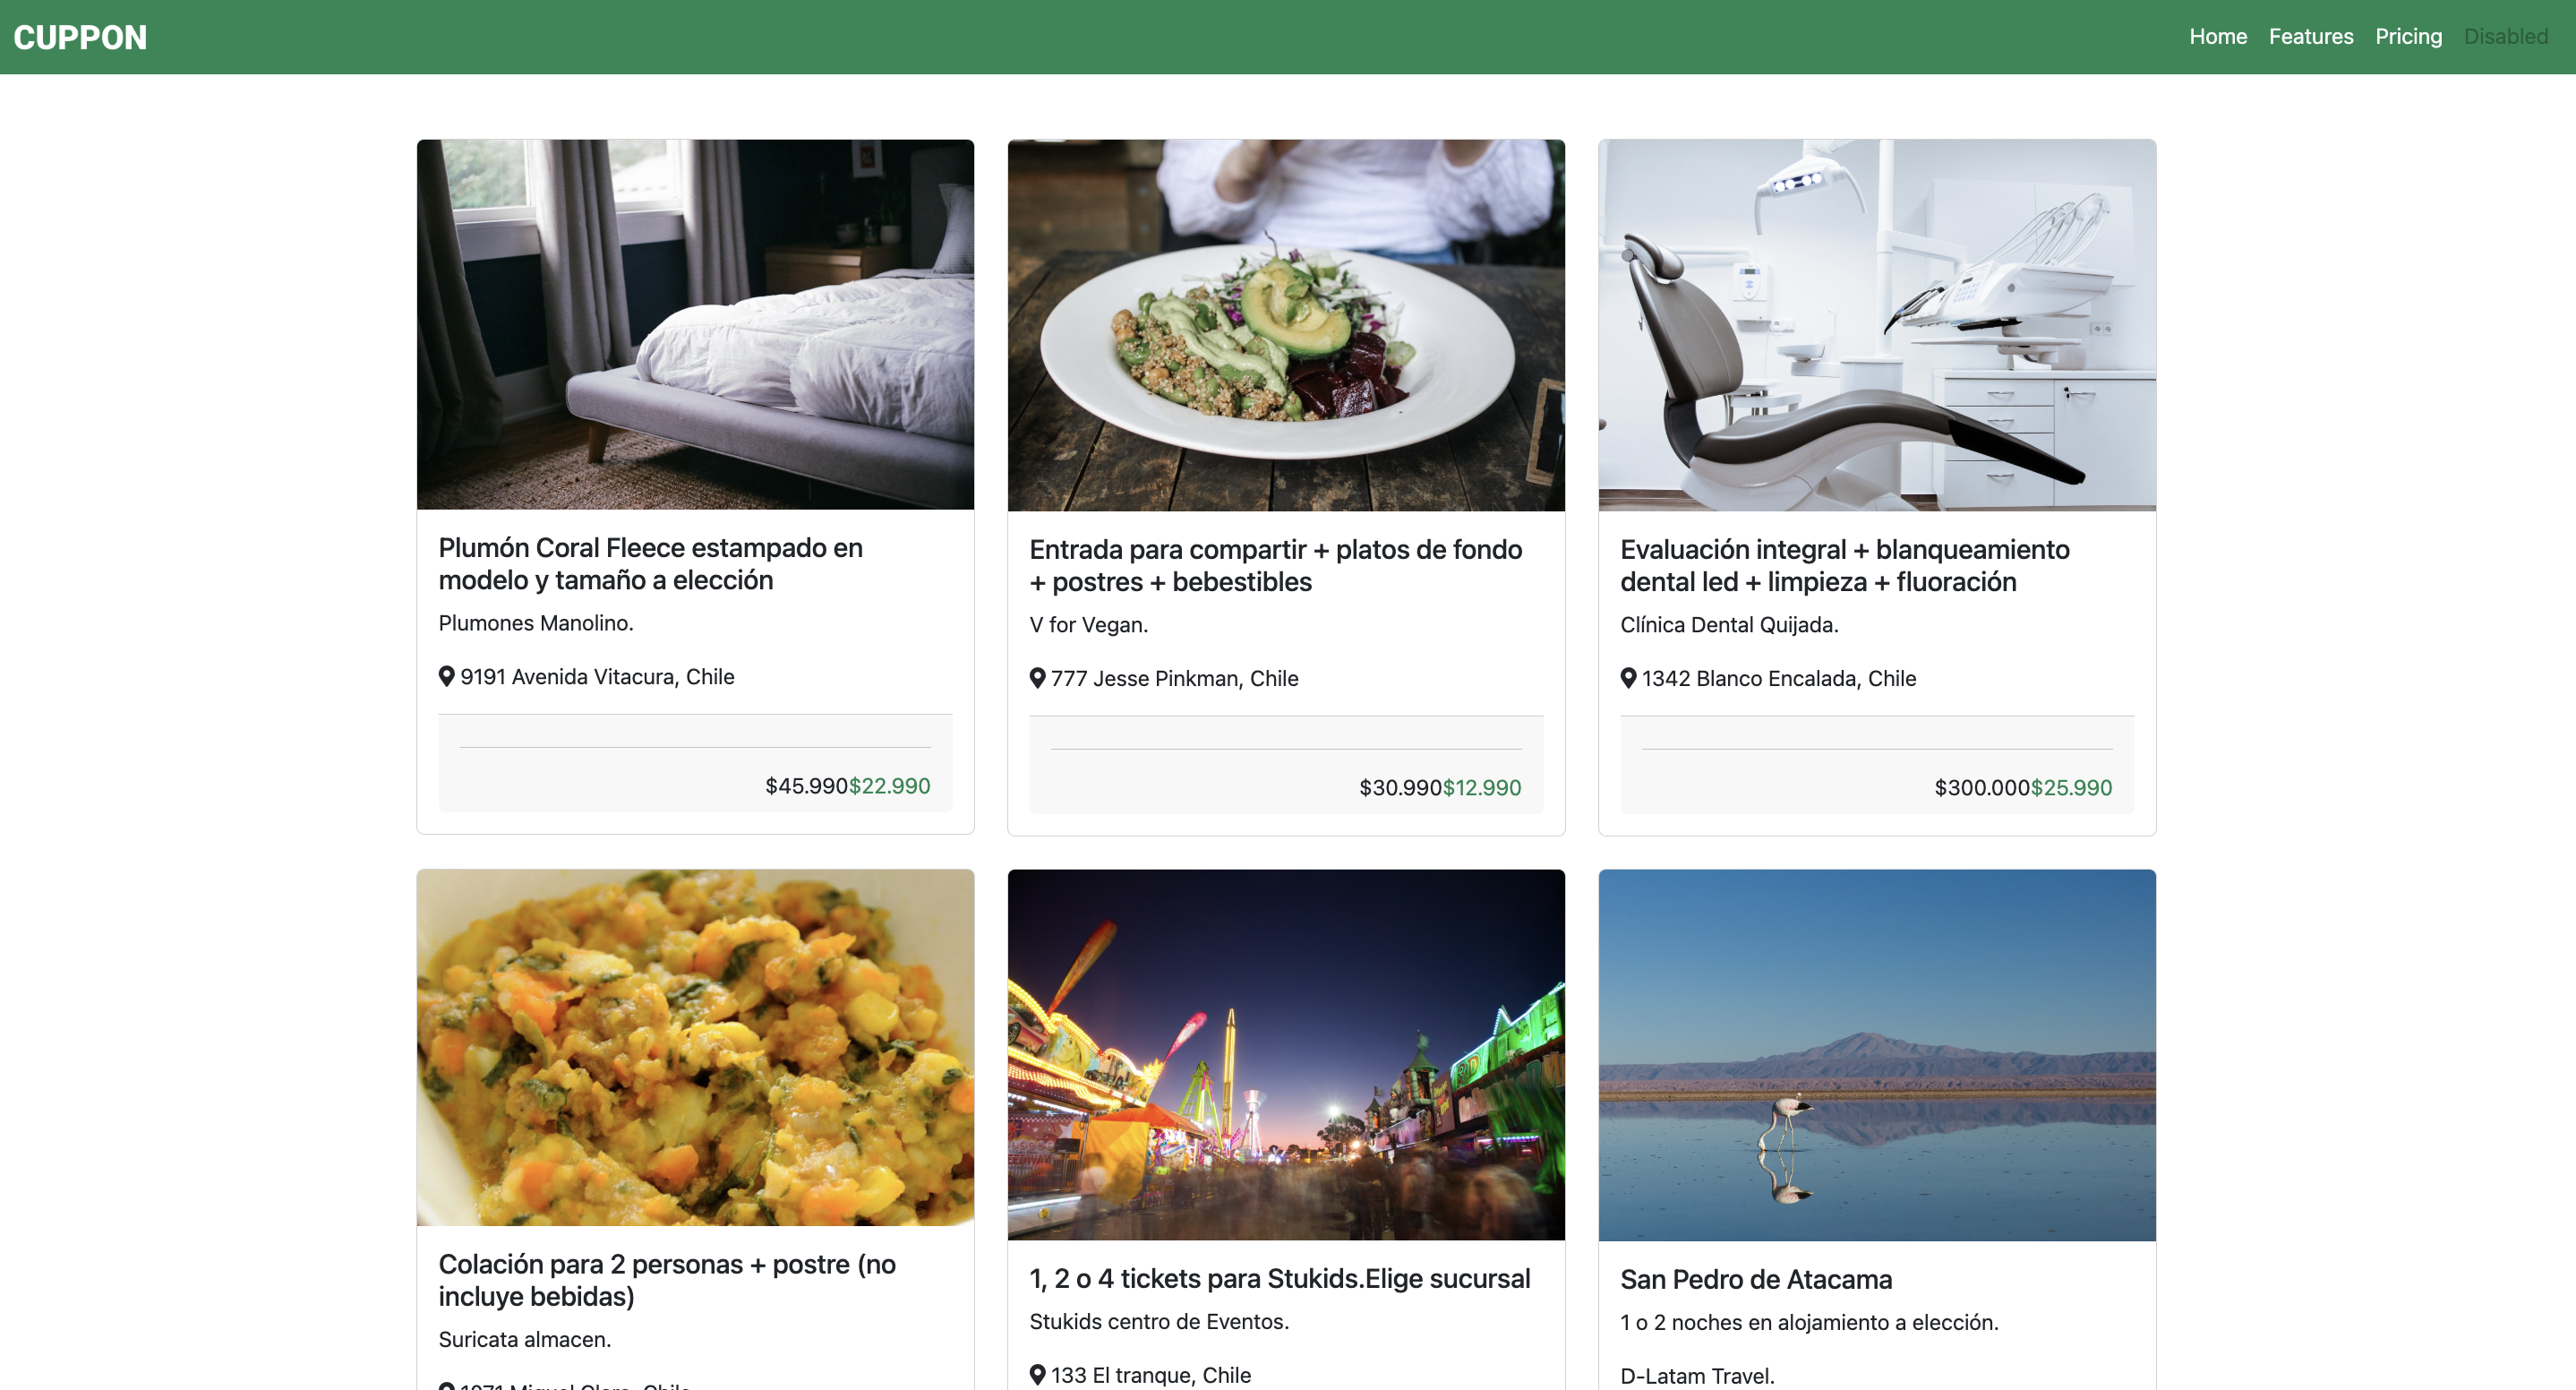 CUPPON
Home Features Pricing Disabled
Plumón Coral Fleece estampado en
modelo y tamaño a elección
Plumones Manolino.
9191 Avenida Vitacura, Chile
$45.990$22.990
Entrada para compartir + platos de fondo
+ postres + bebestibles
V for Vegan.
777 Jesse Pinkman, Chile
$30.990$12.990
Evaluación integral + blanqueamiento
dental led + limpieza + fluoración
Clínica Dental Quijada.
1342 Blanco Encalada, Chile
$300.000$25.990
Colación para 2 personas + postre (no
incluye bebidas)
Suricata almacen.
1, 2 o 4 tickets para Stukids.Elige sucursal
Stukids centro de Eventos.
133 El tranque, Chile
San Pedro de Atacama
1 o 2 noches en alojamiento a elección.
D-Latam Travel.